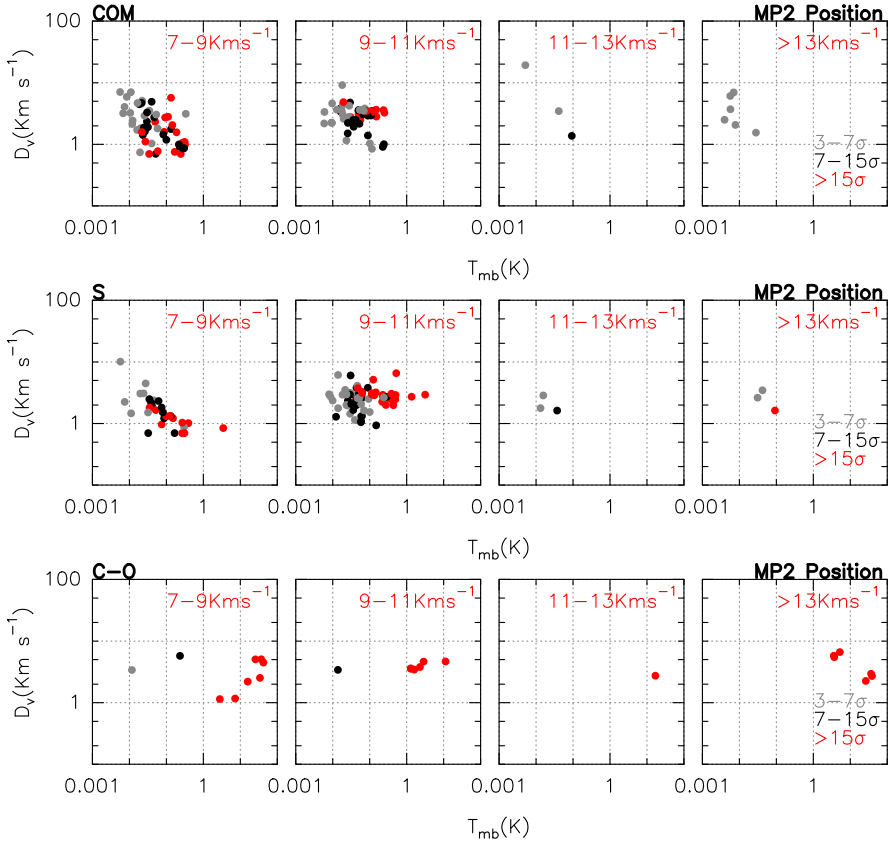 COM MP2 Position
100 7−9Kms⁻¹ 9−11Kms⁻¹ 11−13Kms⁻¹ >13Kms⁻¹
Dᵥ(Km s⁻¹)
1
3−7σ
7−15σ
>15σ
0.001 1 0.001 1 0.001 1 0.001 1
Tmb(K)
S MP2 Position
100 7−9Kms⁻¹ 9−11Kms⁻¹ 11−13Kms⁻¹ >13Kms⁻¹
Dᵥ(Km s⁻¹)
1
3−7σ
7−15σ
>15σ
0.001 1 0.001 1 0.001 1 0.001 1
Tmb(K)
C−O MP2 Position
100 7−9Kms⁻¹ 9−11Kms⁻¹ 11−13Kms⁻¹ >13Kms⁻¹
Dᵥ(Km s⁻¹)
1
3−7σ
7−15σ
>15σ
0.001 1 0.001 1 0.001 1 0.001 1
Tmb(K)